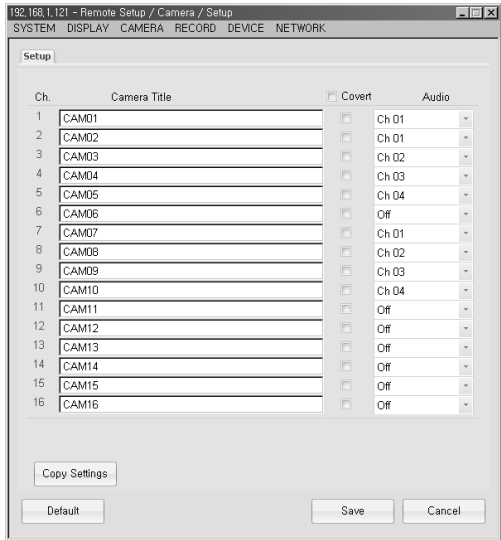 192,168,1,121 - Remote Setup / Camera / Setup
SYSTEM DISPLAY CAMERA RECORD DEVICE NETWORK
Setup
Ch. Camera Title Covert Audio
1 CAM01 Ch 01
2 CAM02 Ch 01
3 CAM03 Ch 02
4 CAM04 Ch 03
5 CAM05 Ch 04
6 CAM06 Off
7 CAM07 Ch 01
8 CAM08 Ch 02
9 CAM09 Ch 03
10 CAM10 Ch 04
11 CAM11 Off
12 CAM12 Off
13 CAM13 Off
14 CAM14 Off
15 CAM15 Off
16 CAM16 Off
Copy Settings
Default Save Cancel